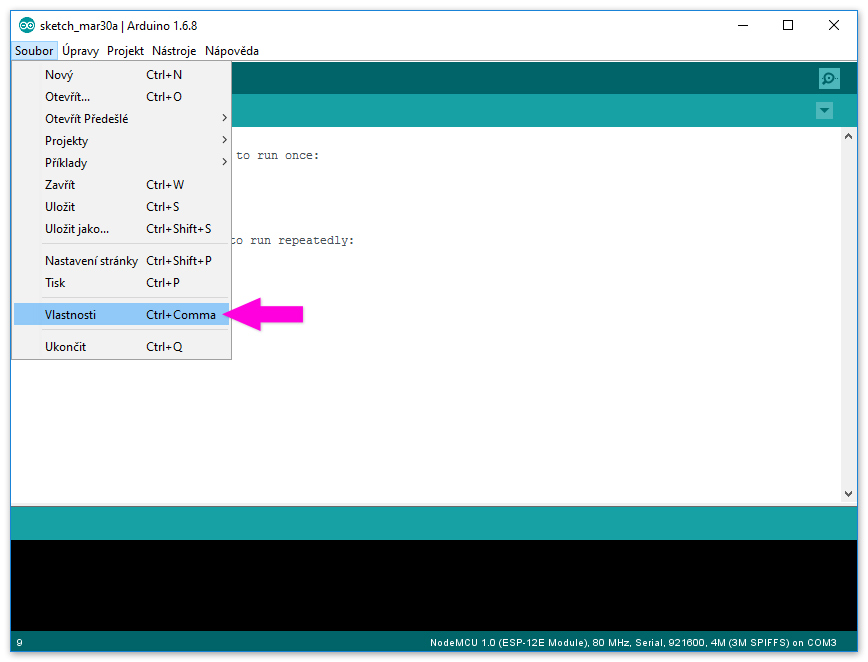 sketch_mar30a | Arduino 1.6.8
Soubor Úpravy Projekt Nástroje Nápověda
Nový Ctrl+N
Otevřít... Ctrl+O
Otevřít Předešlé
Projekty
to run once:
Příklady
Zavřít Ctrl+W
Uložit Ctrl+S
Uložit jako... Ctrl+Shift+S
to run repeatedly:
Nastavení stránky Ctrl+Shift+P
Tisk Ctrl+P
Vlastnosti Ctrl+Comma
Ukončit Ctrl+Q
9 NodeMCU 1.0 (ESP-12E Module), 80 MHz, Serial, 921600, 4M (3M SPIFFS) on COM3